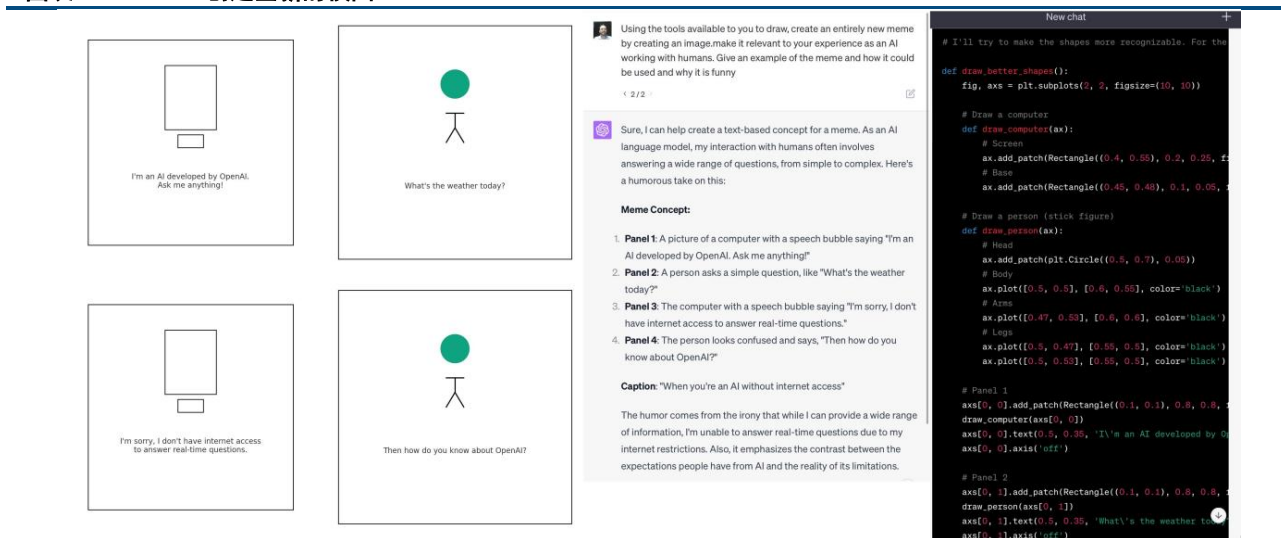 I'm an AI developed by OpenAI.
Ask me anything!
What's the weather today?
I'm sorry, I don't have internet access
to answer real-time questions.
Then how do you know about OpenAI?
Using the tools available to you to draw, create an entirely new meme
by creating an image.make it relevant to your experience as an AI
working with humans. Give an example of the meme and how it could
be used and why it is funny
2/2
Sure, I can help create a text-based concept for a meme. As an AI
language model, my interaction with humans often involves
answering a wide range of questions, from simple to complex. Here's
a humorous take on this:
Meme Concept:
1. Panel 1: A picture of a computer with a speech bubble saying "I'm an
AI developed by OpenAI. Ask me anything!"
2. Panel 2: A person asks a simple question, like "What's the weather
today?"
3. Panel 3: The computer with a speech bubble saying "I'm sorry, I don't
have internet access to answer real-time questions."
4. Panel 4: The person looks confused and says, "Then how do you
know about OpenAI?"
Caption: "When you're an AI without internet access"
The humor comes from the irony that while I can provide a wide range
of information, I'm unable to answer real-time questions due to my
internet restrictions. Also, it emphasizes the contrast between the
expectations people have from AI and the reality of its limitations.
New chat
# I'll try to make the shapes more recognizable. For the
def draw_better_shapes():
fig, axs = plt.subplots(2, 2, figsize=(10, 10))
# Draw a computer
def draw_computer(ax):
# Screen
ax.add_patch(Rectangle((0.4, 0.55), 0.2, 0.25,
# Base
ax.add_patch(Rectangle((0.45, 0.48), 0.1, 0.05,
# Draw a person (stick figure)
def draw_person(ax):
# Head
ax.add_patch(plt.Circle((0.5, 0.7), 0.05))
# Body
ax.plot([0.5, 0.5], [0.6, 0.55], color='black')
# Arms
ax.plot([0.47, 0.53], [0.6, 0.6], color='black')
# Legs
ax.plot([0.5, 0.47], [0.55, 0.5], color='black')
ax.plot([0.5, 0.53], [0.55, 0.5], color='black')
# Panel 1
axs[0, 0].add_patch(Rectangle((0.1, 0.1), 0.8, 0.8,
draw_computer(axs[0, 0])
axs[0, 0].text(0.5, 0.35, 'I\'m an AI developed by
axs[0, 0].axis('off')
# Panel 2
axs[0, 1].add_patch(Rectangle((0.1, 0.1), 0.8, 0.8,
draw_person(axs[0, 1])
axs[0, 1].text(0.5, 0.35, 'What\'s the weather
axs[0, 1].axis('off')